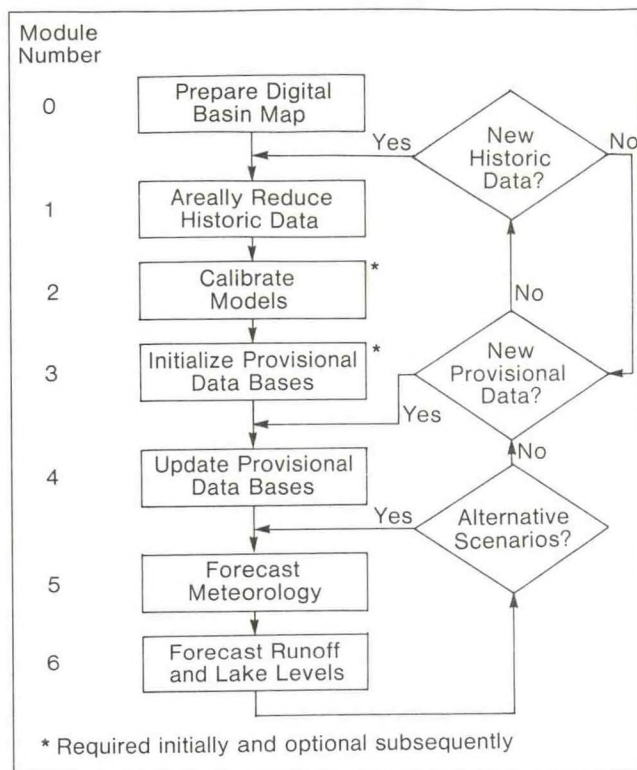 Module
Number
0
Prepare Digital
Basin Map
Yes
New
Historic
Data?
No
1
Areally Reduce
Historic Data
2
Calibrate
Models
*
No
3
Initialize Provisional
Data Bases
*
New
Provisional
Data?
Yes
4
Update Provisional
Data Bases
No
Yes
Alternative
Scenarios?
5
Forecast
Meteorology
6
Forecast Runoff
and Lake Levels
* Required initially and optional subsequently